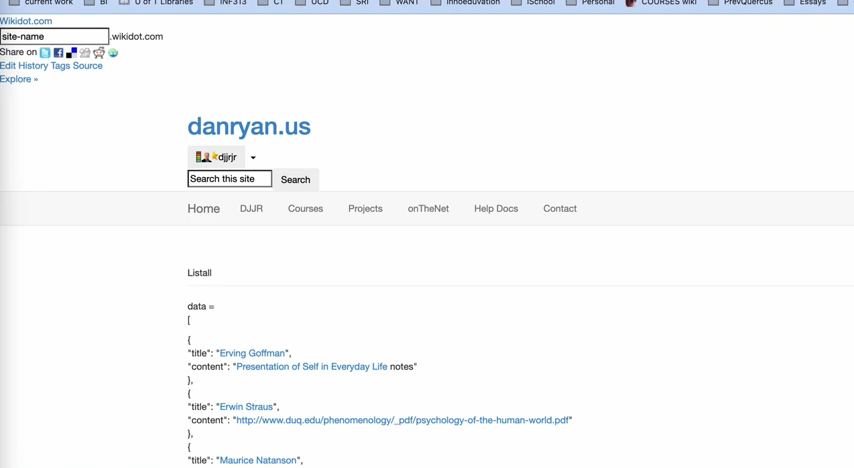 current work BI U of T Libraries INF313 CT UCD SRI WANT innoeduvation iSchool Personal COURSES wiki PrevQuercus Essays
Wikidot.com
site-name .wikidot.com
Share on
Edit History Tags Source
Explore »
danryan.us
djjrjr
Search this site Search
Home DJJR Courses Projects onTheNet Help Docs Contact
Listall
data =
[
{
"title": "Erving Goffman",
"content": "Presentation of Self in Everyday Life notes"
},
{
"title": "Erwin Straus",
"content": "http://www.duq.edu/phenomenology/_pdf/psychology-of-the-human-world.pdf"
},
{
"title": "Maurice Natanson",